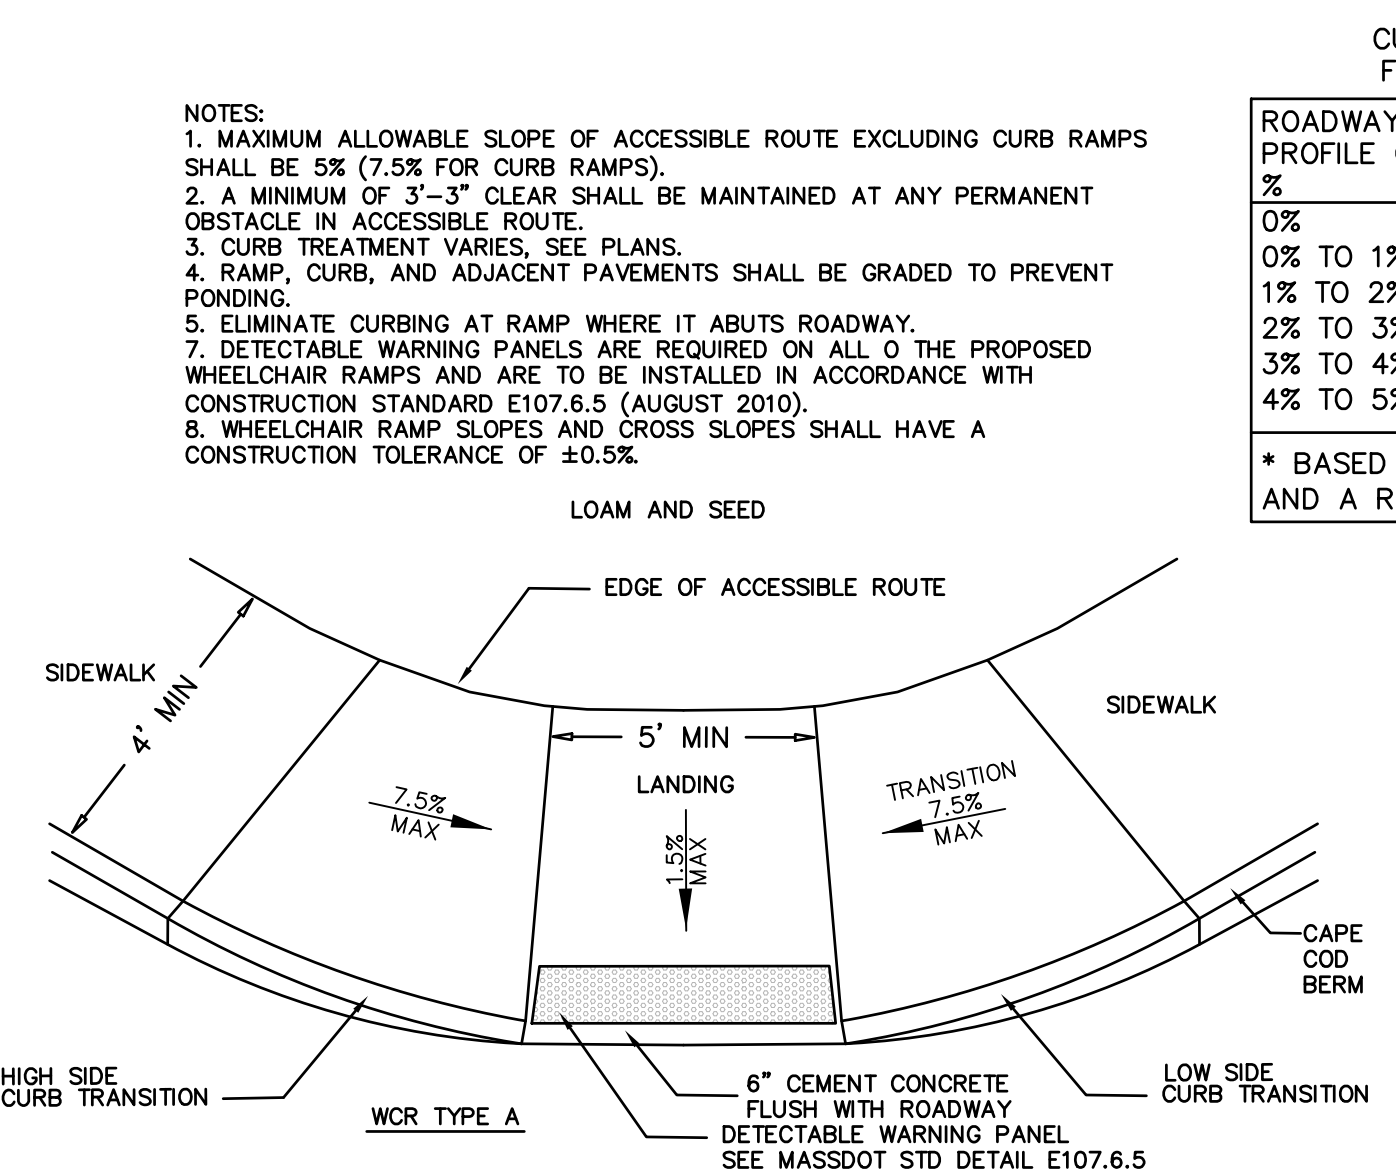 NOTES:
1. MAXIMUM ALLOWABLE SLOPE OF ACCESSIBLE ROUTE EXCLUDING CURB RAMPS
SHALL BE 5% (7.5% FOR CURB RAMPS).
2. A MINIMUM OF 3'-3" CLEAR SHALL BE MAINTAINED AT ANY PERMANENT
OBSTACLE IN ACCESSIBLE ROUTE.
3. CURB TREATMENT VARIES, SEE PLANS.
4. RAMP, CURB, AND ADJACENT PAVEMENTS SHALL BE GRADED TO PREVENT
PONDING.
5. ELIMINATE CURBING AT RAMP WHERE IT ABUTS ROADWAY.
7. DETECTABLE WARNING PANELS ARE REQUIRED ON ALL O THE PROPOSED
WHEELCHAIR RAMPS AND ARE TO BE INSTALLED IN ACCORDANCE WITH
CONSTRUCTION STANDARD E107.6.5 (AUGUST 2010).
8. WHEELCHAIR RAMP SLOPES AND CROSS SLOPES SHALL HAVE A
CONSTRUCTION TOLERANCE OF ±0.5%.
ROADWAY
PROFILE
%
0%
0% TO 1%
1% TO 2%
2% TO 3%
3% TO 4%
4% TO 5%
* BASED
AND A R
LOAM AND SEED
EDGE OF ACCESSIBLE ROUTE
SIDEWALK
4' MIN
SIDEWALK
5' MIN
LANDING
7.5%
MAX
1.5%
MAX
TRANSITION
7.5%
MAX
CAPE
COD
BERM
HIGH SIDE
CURB TRANSITION
LOW SIDE
CURB TRANSITION
WCR TYPE A
6" CEMENT CONCRETE
FLUSH WITH ROADWAY
DETECTABLE WARNING PANEL
SEE MASSDOT STD DETAIL E107.6.5